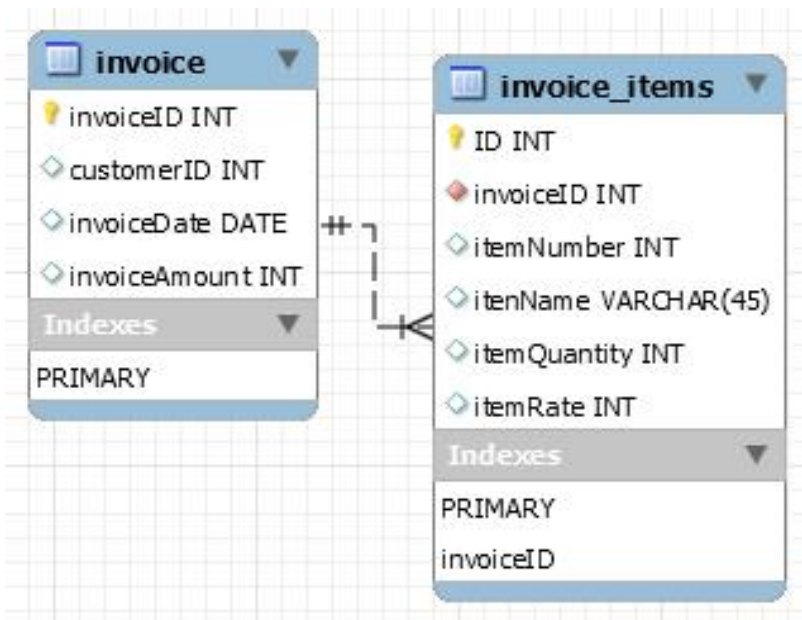 invoice
invoiceID INT
customerID INT
invoiceDate DATE
invoiceAmount INT
Indexes
PRIMARY
invoice_items
ID INT
invoiceID INT
itemNumber INT
itenName VARCHAR(45)
itemQuantity INT
itemRate INT
Indexes
PRIMARY
invoiceID